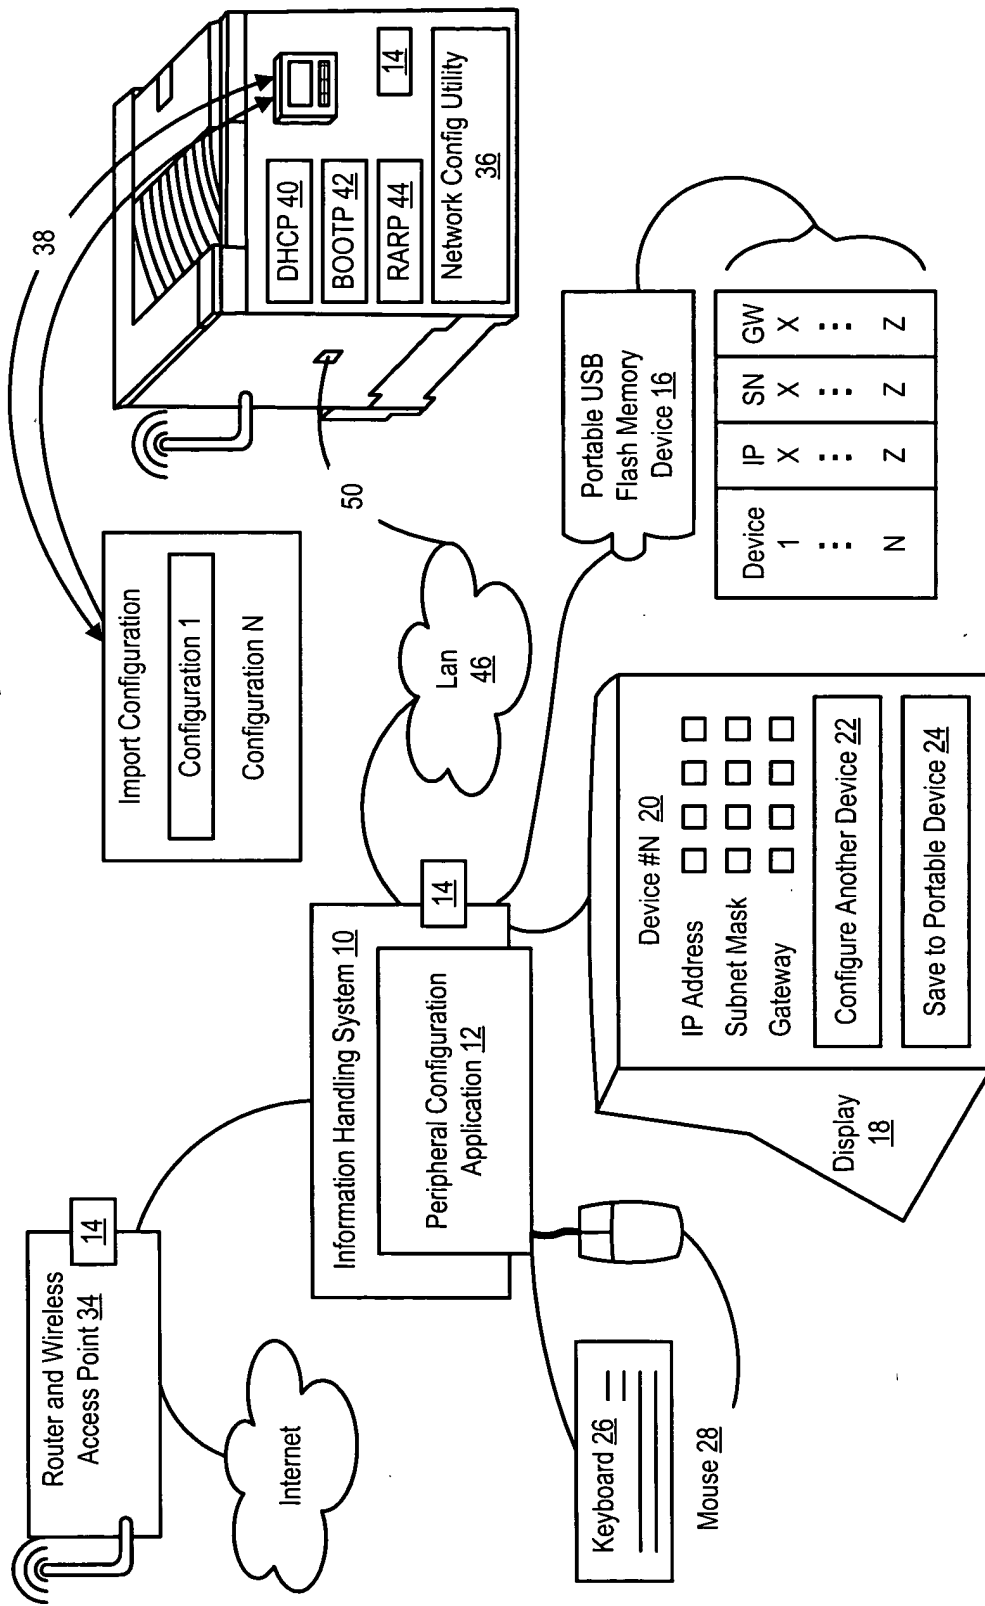 Router and Wireless
Access Point 34
14
Internet
Information Handling System 10
14
Peripheral Configuration
Application 12
Keyboard 26
Mouse 28
Display
18
Device #N 20
IP Address
Subnet Mask
Gateway
Configure Another Device 22
Save to Portable Device 24
Import Configuration
Configuration 1
Configuration N
38
Lan
46
50
DHCP 40
BOOTP 42
RARP 44
14
Network Config Utility
36
Portable USB
Flash Memory
Device 16
Device IP SN GW
1 X X X
⋮ ⋮ ⋮ ⋮
N Z Z Z